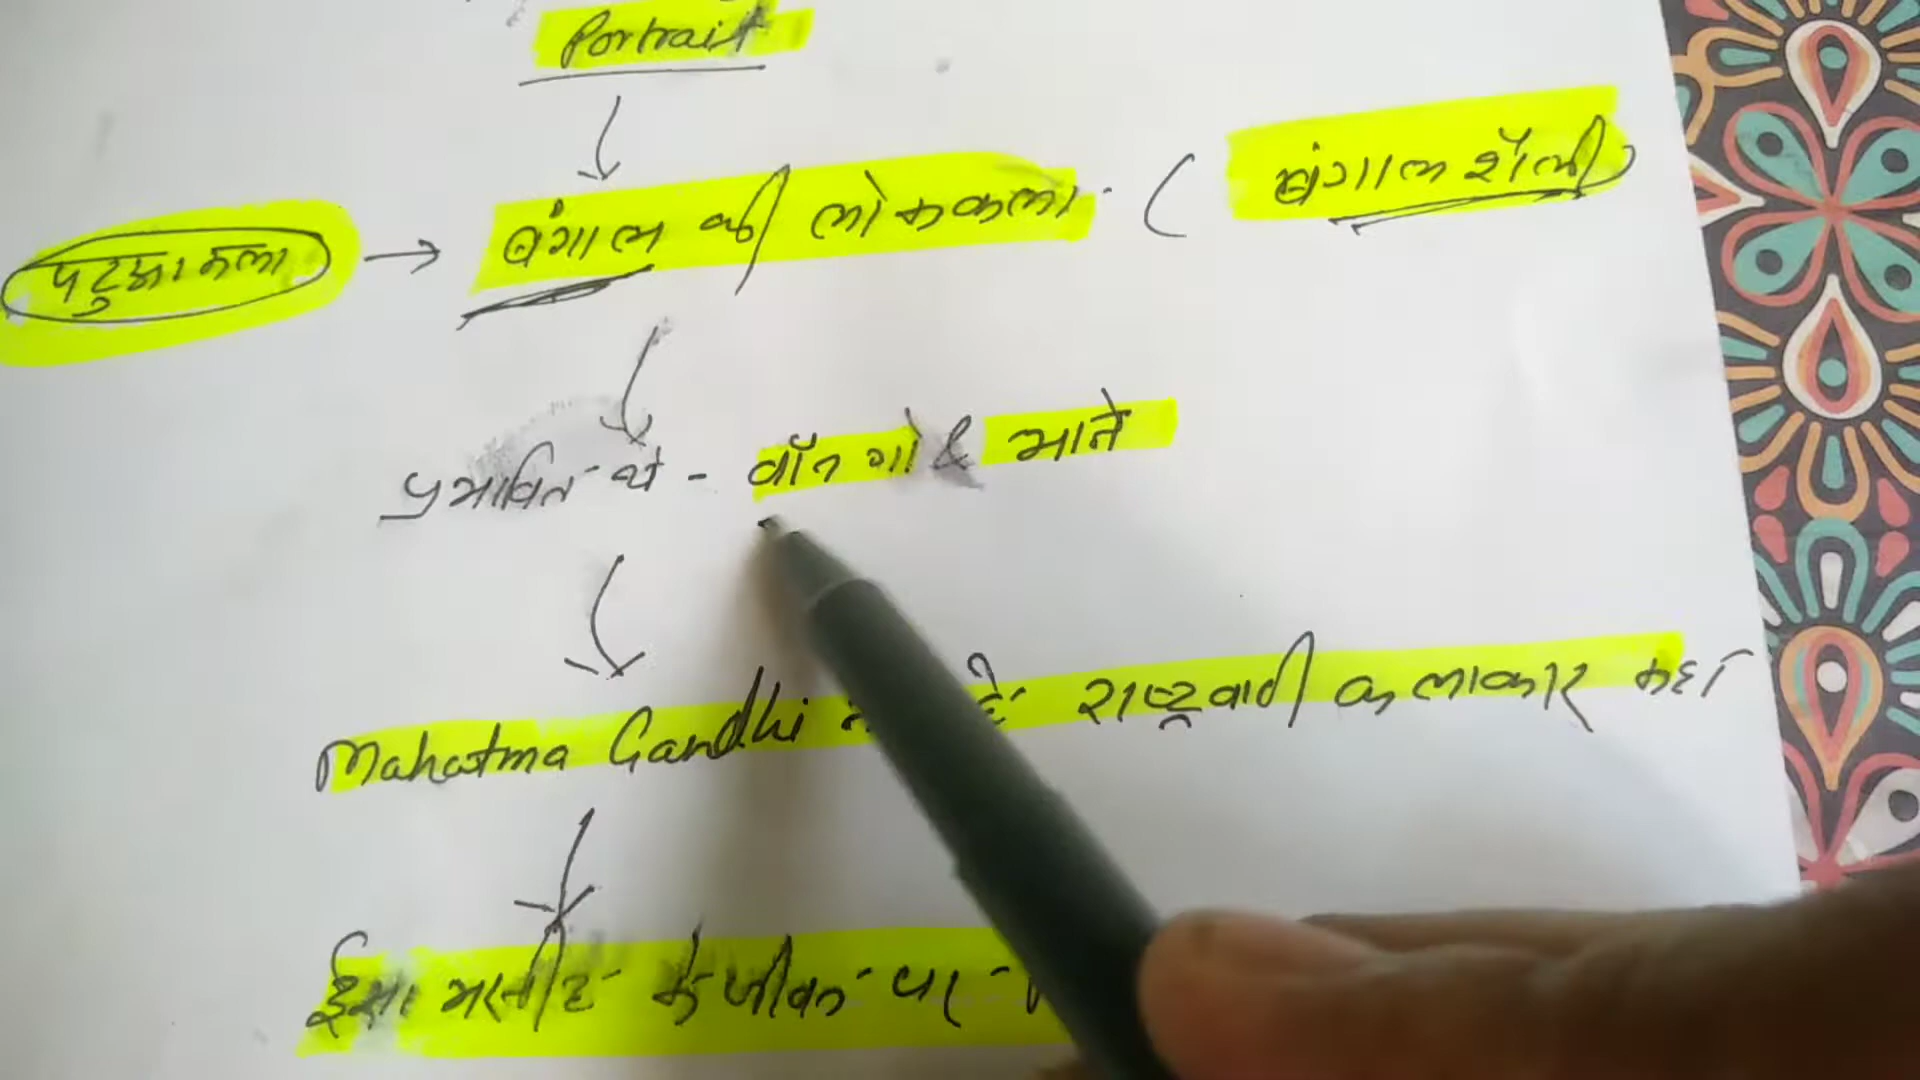 Portrait
पटुआ कला → बंगाल की लोककला ( बंगाल शैली )
प्रभावित थे - वॉन गो & माने
Mahatma Gandhi राष्ट्रवादी कलाकार कहा
ईसा मसीह के जीवन पर -